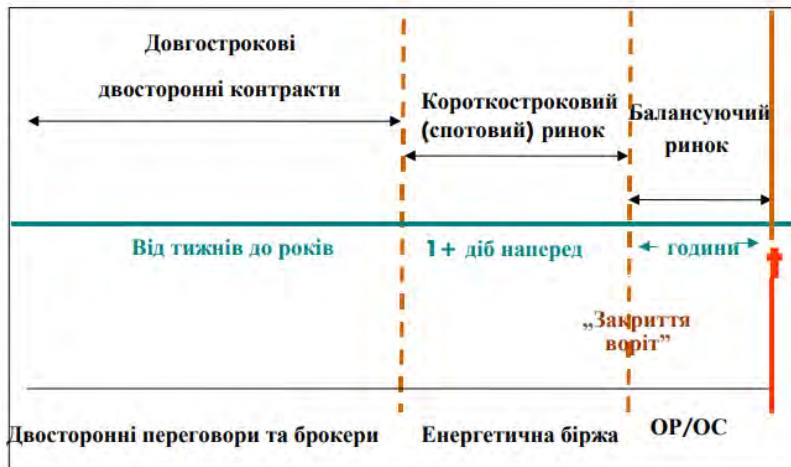 Довгострокові
двосторонні контракти
Короткостроковий
(спотовий) ринок
Балансуючий
ринок
Від тижнів до років
1+ діб наперед
години
t
„Закриття
воріт”
Двосторонні переговори та брокери
Енергетична біржа
ОР/ОС